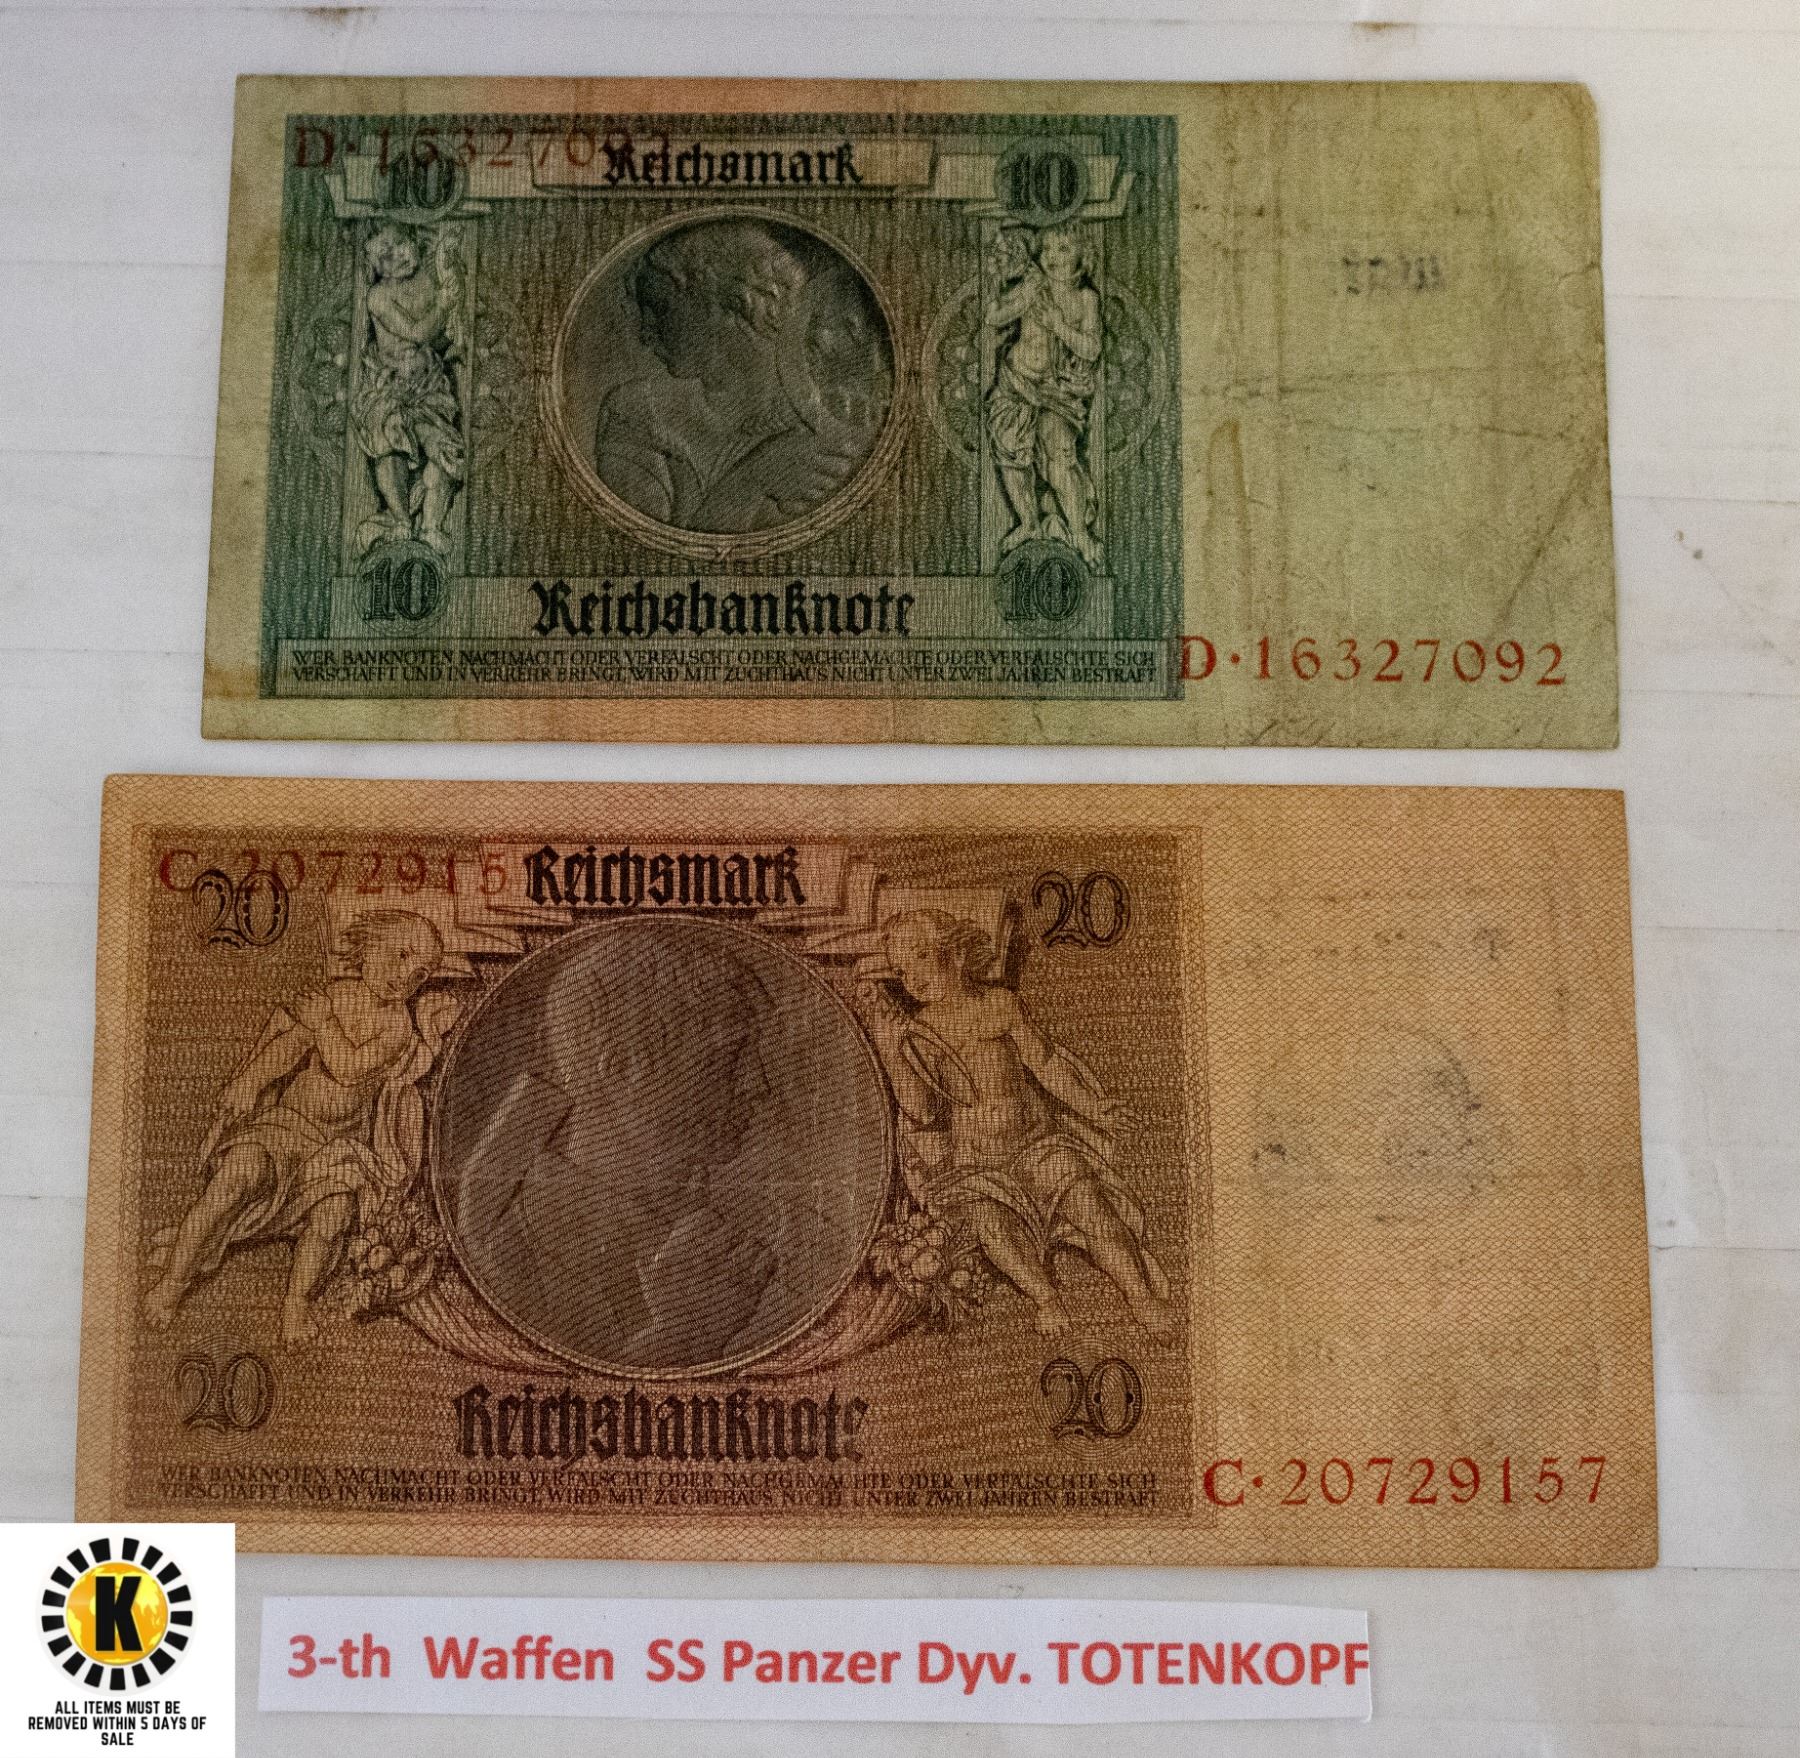 D·16327092
10 Reichsmark 10
10 Reichsbanknote 10
WER BANKNOTEN NACHMACHT ODER VERFÄLSCHT ODER NACHGEMACHTE ODER VERFÄLSCHTE SICH
VERSCHAFFT UND IN VERKEHR BRINGT, WIRD MIT ZUCHTHAUS NICHT UNTER ZWEI JAHREN BESTRAFT
D·16327092
C·2072915
20 Reichsmark 20
20 Reichsbanknote 20
WER BANKNOTEN NACHMACHT ODER VERFÄLSCHT ODER NACHGEMACHTE ODER VERFÄLSCHTE SICH
VERSCHAFFT UND IN VERKEHR BRINGT, WIRD MIT ZUCHTHAUS NICHT UNTER ZWEI JAHREN BESTRAFT
C·20729157
K
ALL ITEMS MUST BE
REMOVED WITHIN 5 DAYS OF
SALE
3-th Waffen SS Panzer Dyv. TOTENKOPF